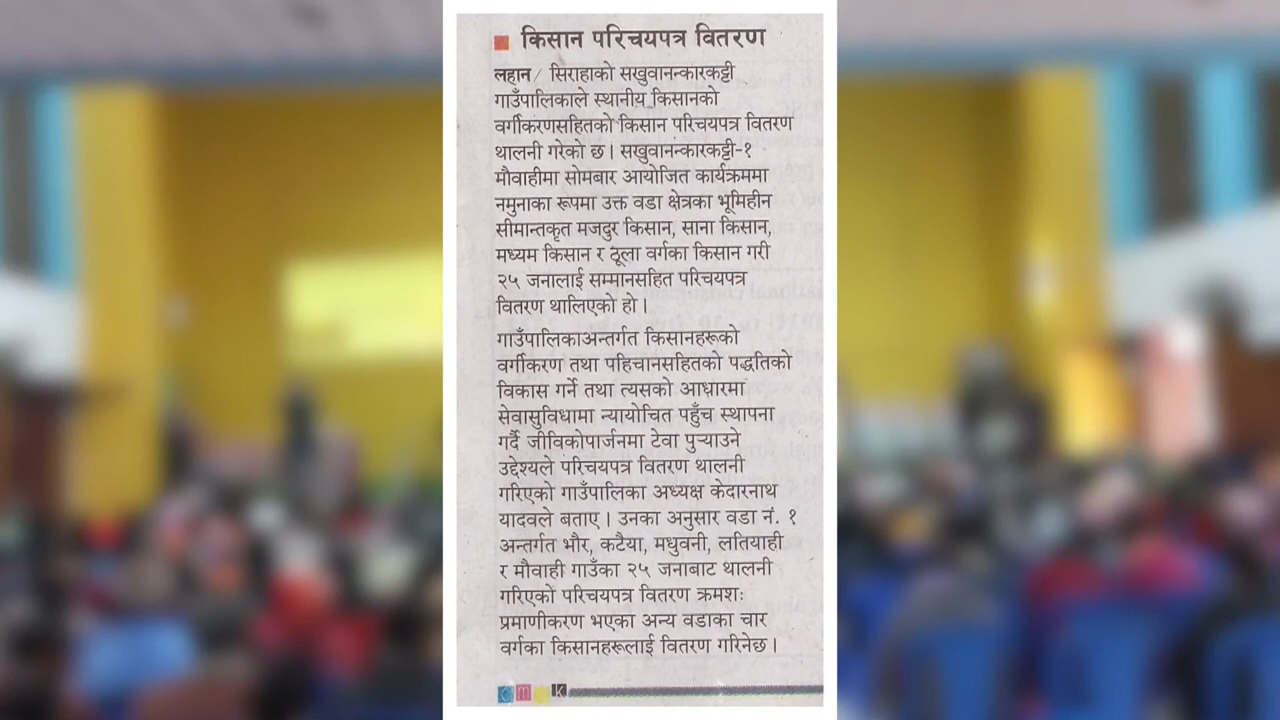 किसान परिचयपत्र वितरण
लहान/ सिराहाको सखुवानन्कारकट्टी
गाउँपालिकाले स्थानीय किसानको
वर्गीकरणसहितको किसान परिचयपत्र वितरण
थालनी गरेको छ । सखुवानन्कारकट्टी-१
मौवाहीमा सोमबार आयोजित कार्यक्रममा
नमुनाका रूपमा उक्त वडा क्षेत्रका भूमिहीन
सीमान्तकृत मजदुर किसान, साना किसान,
मध्यम किसान र ठूला वर्गका किसान गरी
२५ जनालाई सम्मानसहित परिचयपत्र
वितरण थालिएको हो ।
गाउँपालिकाअन्तर्गत किसानहरूको
वर्गीकरण तथा पहिचानसहितको पद्धतिको
विकास गर्ने तथा त्यसको आधारमा
सेवासुविधामा न्यायोचित पहुँच स्थापना
गर्दै जीविकोपार्जनमा टेवा पुर्‍याउने
उद्देश्यले परिचयपत्र वितरण थालनी
गरिएको गाउँपालिका अध्यक्ष केदारनाथ
यादवले बताए । उनका अनुसार वडा नं. १
अन्तर्गत भौर, कटैया, मधुवनी, लतियाही
र मौवाही गाउँका २५ जनाबाट थालनी
गरिएको परिचयपत्र वितरण क्रमशः
प्रमाणीकरण भएका अन्य वडाका चार
वर्गका किसानहरूलाई वितरण गरिनेछ ।
c m y k